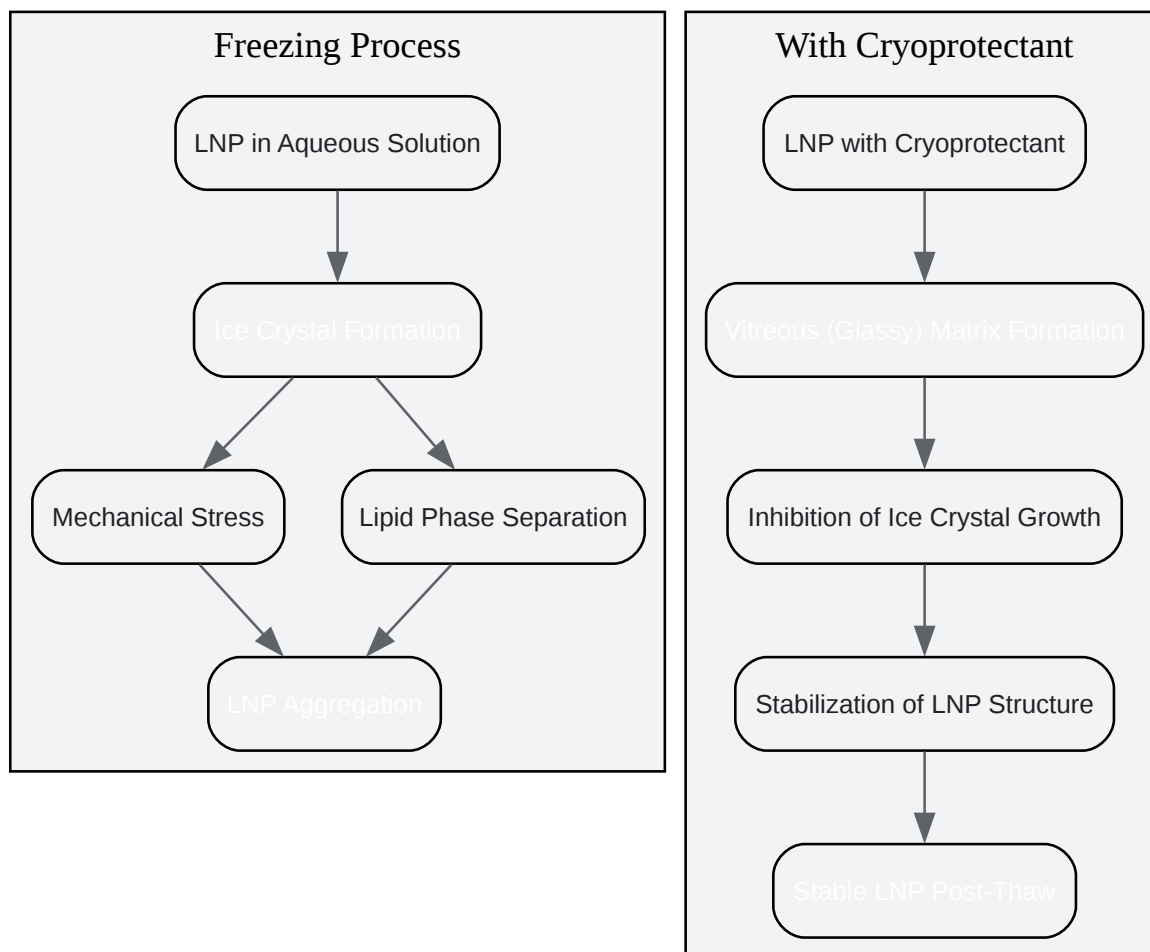 Freezing Process
LNP in Aqueous Solution
Ice Crystal Formation
Mechanical Stress
Lipid Phase Separation
LNP Aggregation
With Cryoprotectant
LNP with Cryoprotectant
Vitreous (Glassy) Matrix Formation
Inhibition of Ice Crystal Growth
Stabilization of LNP Structure
Stable LNP Post-Thaw